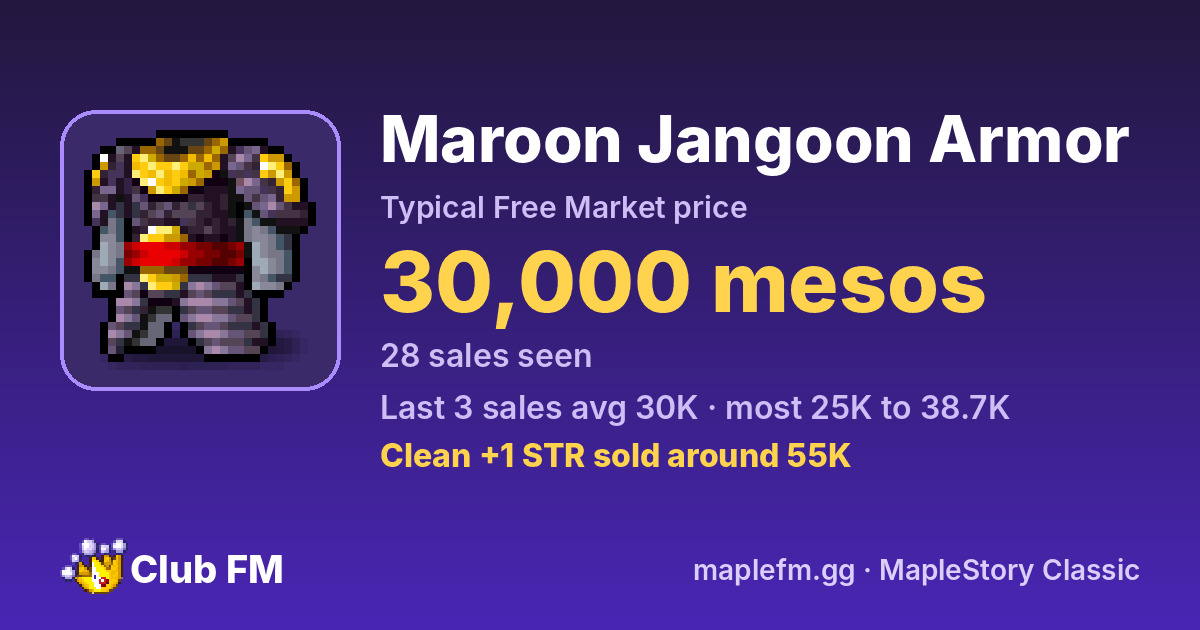 Maroon Jangoon Armor
Typical Free Market price
30,000 mesos
28 sales seen
Last 3 sales avg 30K · most 25K to 38.7K
Clean +1 STR sold around 55K
Club FM
maplefm.gg · MapleStory Classic